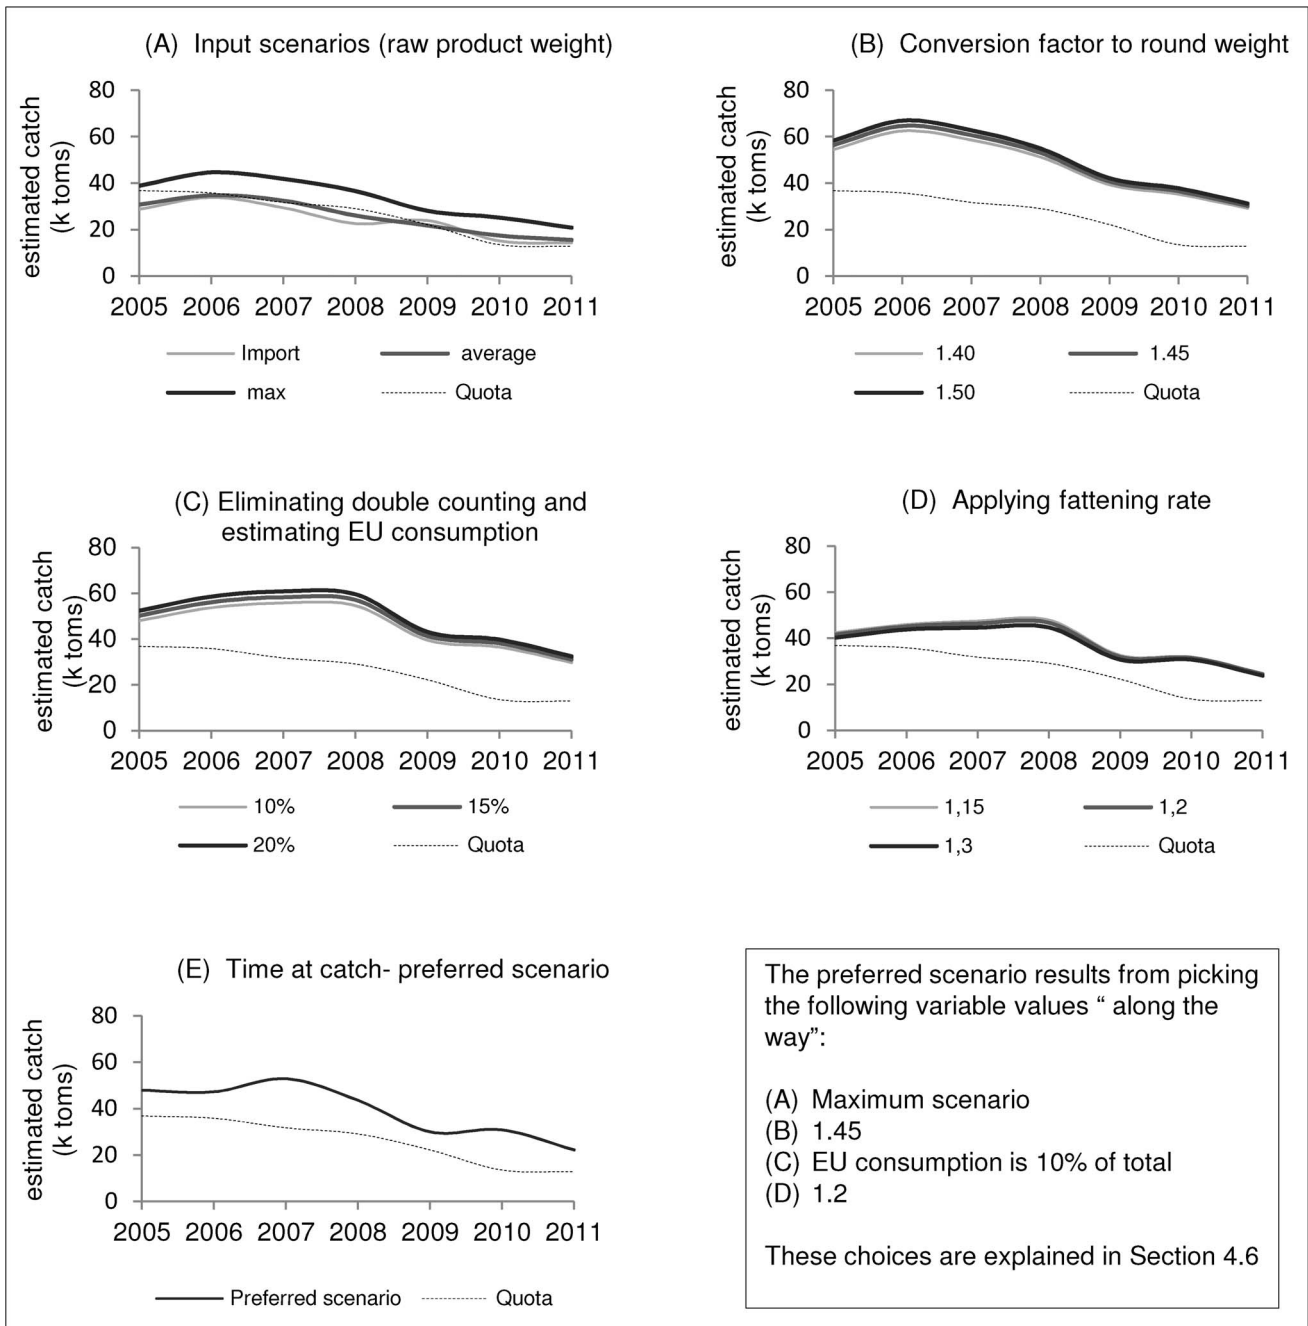 (A) Input scenarios (raw product weight)
estimated catch
(k toms)
80
60
40
20
0
2005 2006 2007 2008 2009 2010 2011
Import
average
max
Quota
(B) Conversion factor to round weight
estimated catch
(k toms)
80
60
40
20
0
2005 2006 2007 2008 2009 2010 2011
1.40
1.45
1.50
Quota
(C) Eliminating double counting and
estimating EU consumption
estimated catch
(k toms)
80
60
40
20
0
2005 2006 2007 2008 2009 2010 2011
10%
15%
20%
Quota
(D) Applying fattening rate
estimated catch
(k toms)
80
60
40
20
0
2005 2006 2007 2008 2009 2010 2011
1,15
1,2
1,3
Quota
(E) Time at catch- preferred scenario
estimated catch
(k toms)
80
60
40
20
0
2005 2006 2007 2008 2009 2010 2011
Preferred scenario
Quota
The preferred scenario results from picking
the following variable values “ along the
way”:
(A) Maximum scenario
(B) 1.45
(C) EU consumption is 10% of total
(D) 1.2
These choices are explained in Section 4.6